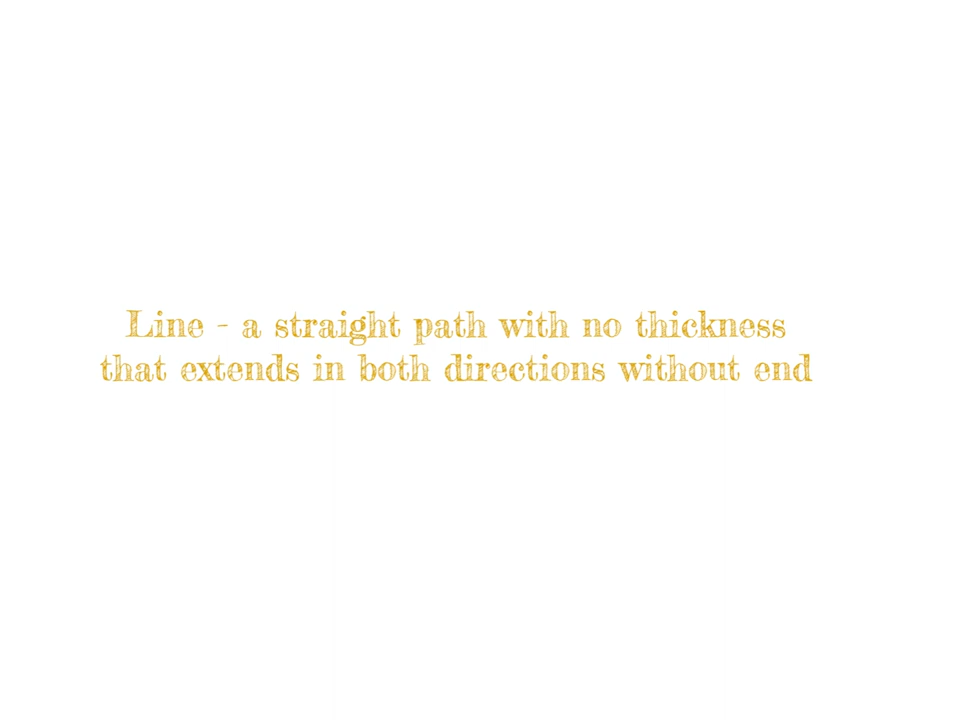 Line - a straight path with no thickness
that extends in both directions without end